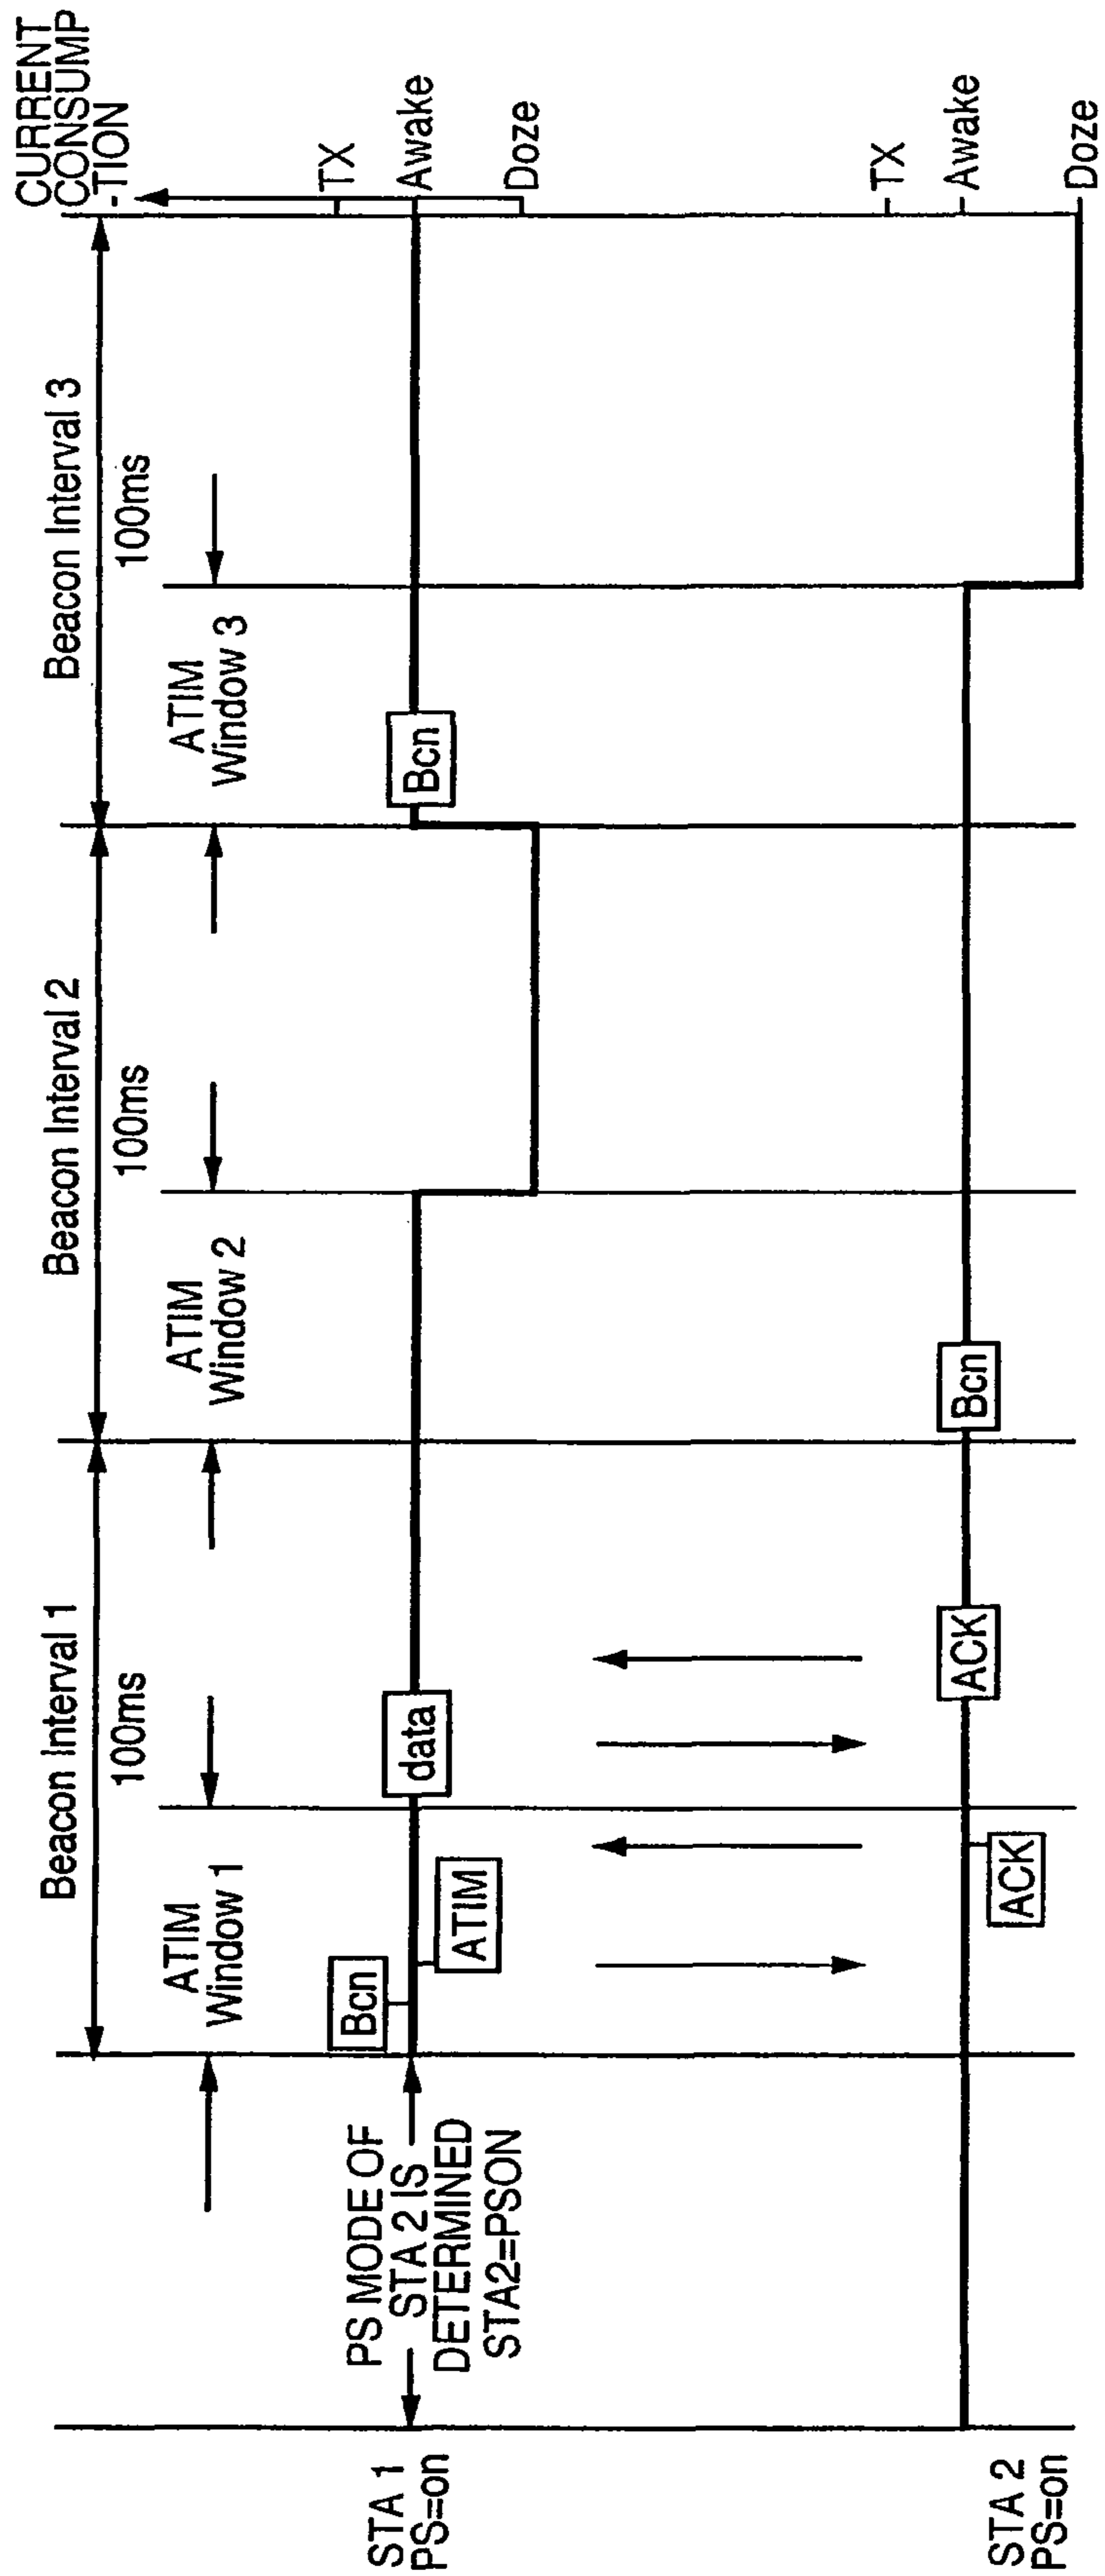 Beacon Interval 1
100ms
Beacon Interval 2
100ms
Beacon Interval 3
100ms
CURRENT
CONSUMP
-TION
ATIM
Window 1
ATIM
Window 2
ATIM
Window 3
STA 1
PS=on
PS MODE OF
STA 2 IS
DETERMINED
STA2=PSON
Bcn
ATIM
data
Bcn
TX
Awake
Doze
STA 2
PS=on
ACK
ACK
Bcn
TX
Awake
Doze